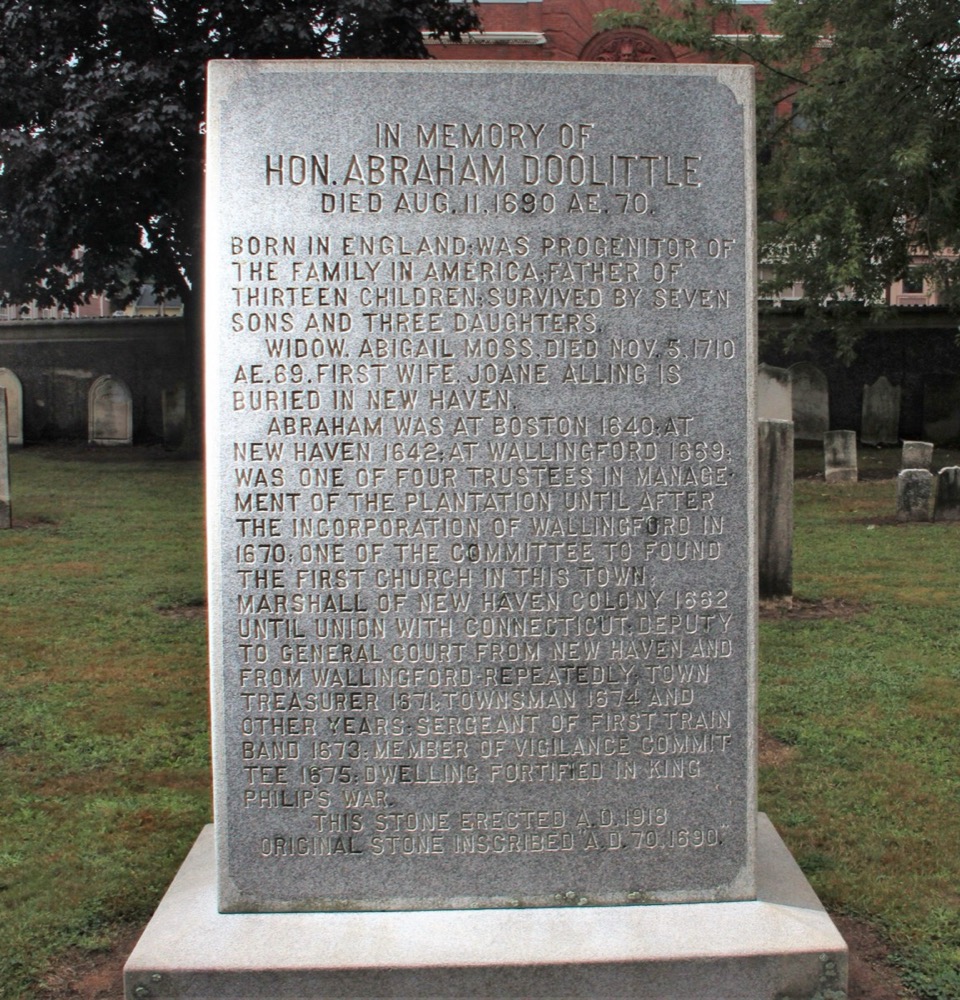 IN MEMORY OF
HON. ABRAHAM DOOLITTLE
DIED AUG. 11, 1690 AE. 70.
BORN IN ENGLAND; WAS PROGENITOR OF
THE FAMILY IN AMERICA; FATHER OF
THIRTEEN CHILDREN; SURVIVED BY SEVEN
SONS AND THREE DAUGHTERS.
WIDOW. ABIGAIL MOSS. DIED NOV. 5. 1710
AE. 69. FIRST WIFE. JOANE ALLING IS
BURIED IN NEW HAVEN.
ABRAHAM WAS AT BOSTON 1640; AT
NEW HAVEN 1642; AT WALLINGFORD 1669;
WAS ONE OF FOUR TRUSTEES IN MANAGE-
MENT OF THE PLANTATION UNTIL AFTER
THE INCORPORATION OF WALLINGFORD IN
1670; ONE OF THE COMMITTEE TO FOUND
THE FIRST CHURCH IN THIS TOWN;
MARSHALL OF NEW HAVEN COLONY 1662
UNTIL UNION WITH CONNECTICUT; DEPUTY
TO GENERAL COURT FROM NEW HAVEN AND
FROM WALLINGFORD-REPEATEDLY; TOWN
TREASURER 1671; TOWNSMAN 1674 AND
OTHER YEARS; SERGEANT OF FIRST TRAIN
BAND 1673; MEMBER OF VIGILANCE COMMIT
TEE 1675; DWELLING FORTIFIED IN KING
PHILIP'S WAR.
THIS STONE ERECTED A.D. 1918
ORIGINAL STONE INSCRIBED "A.D. 70. 1690."